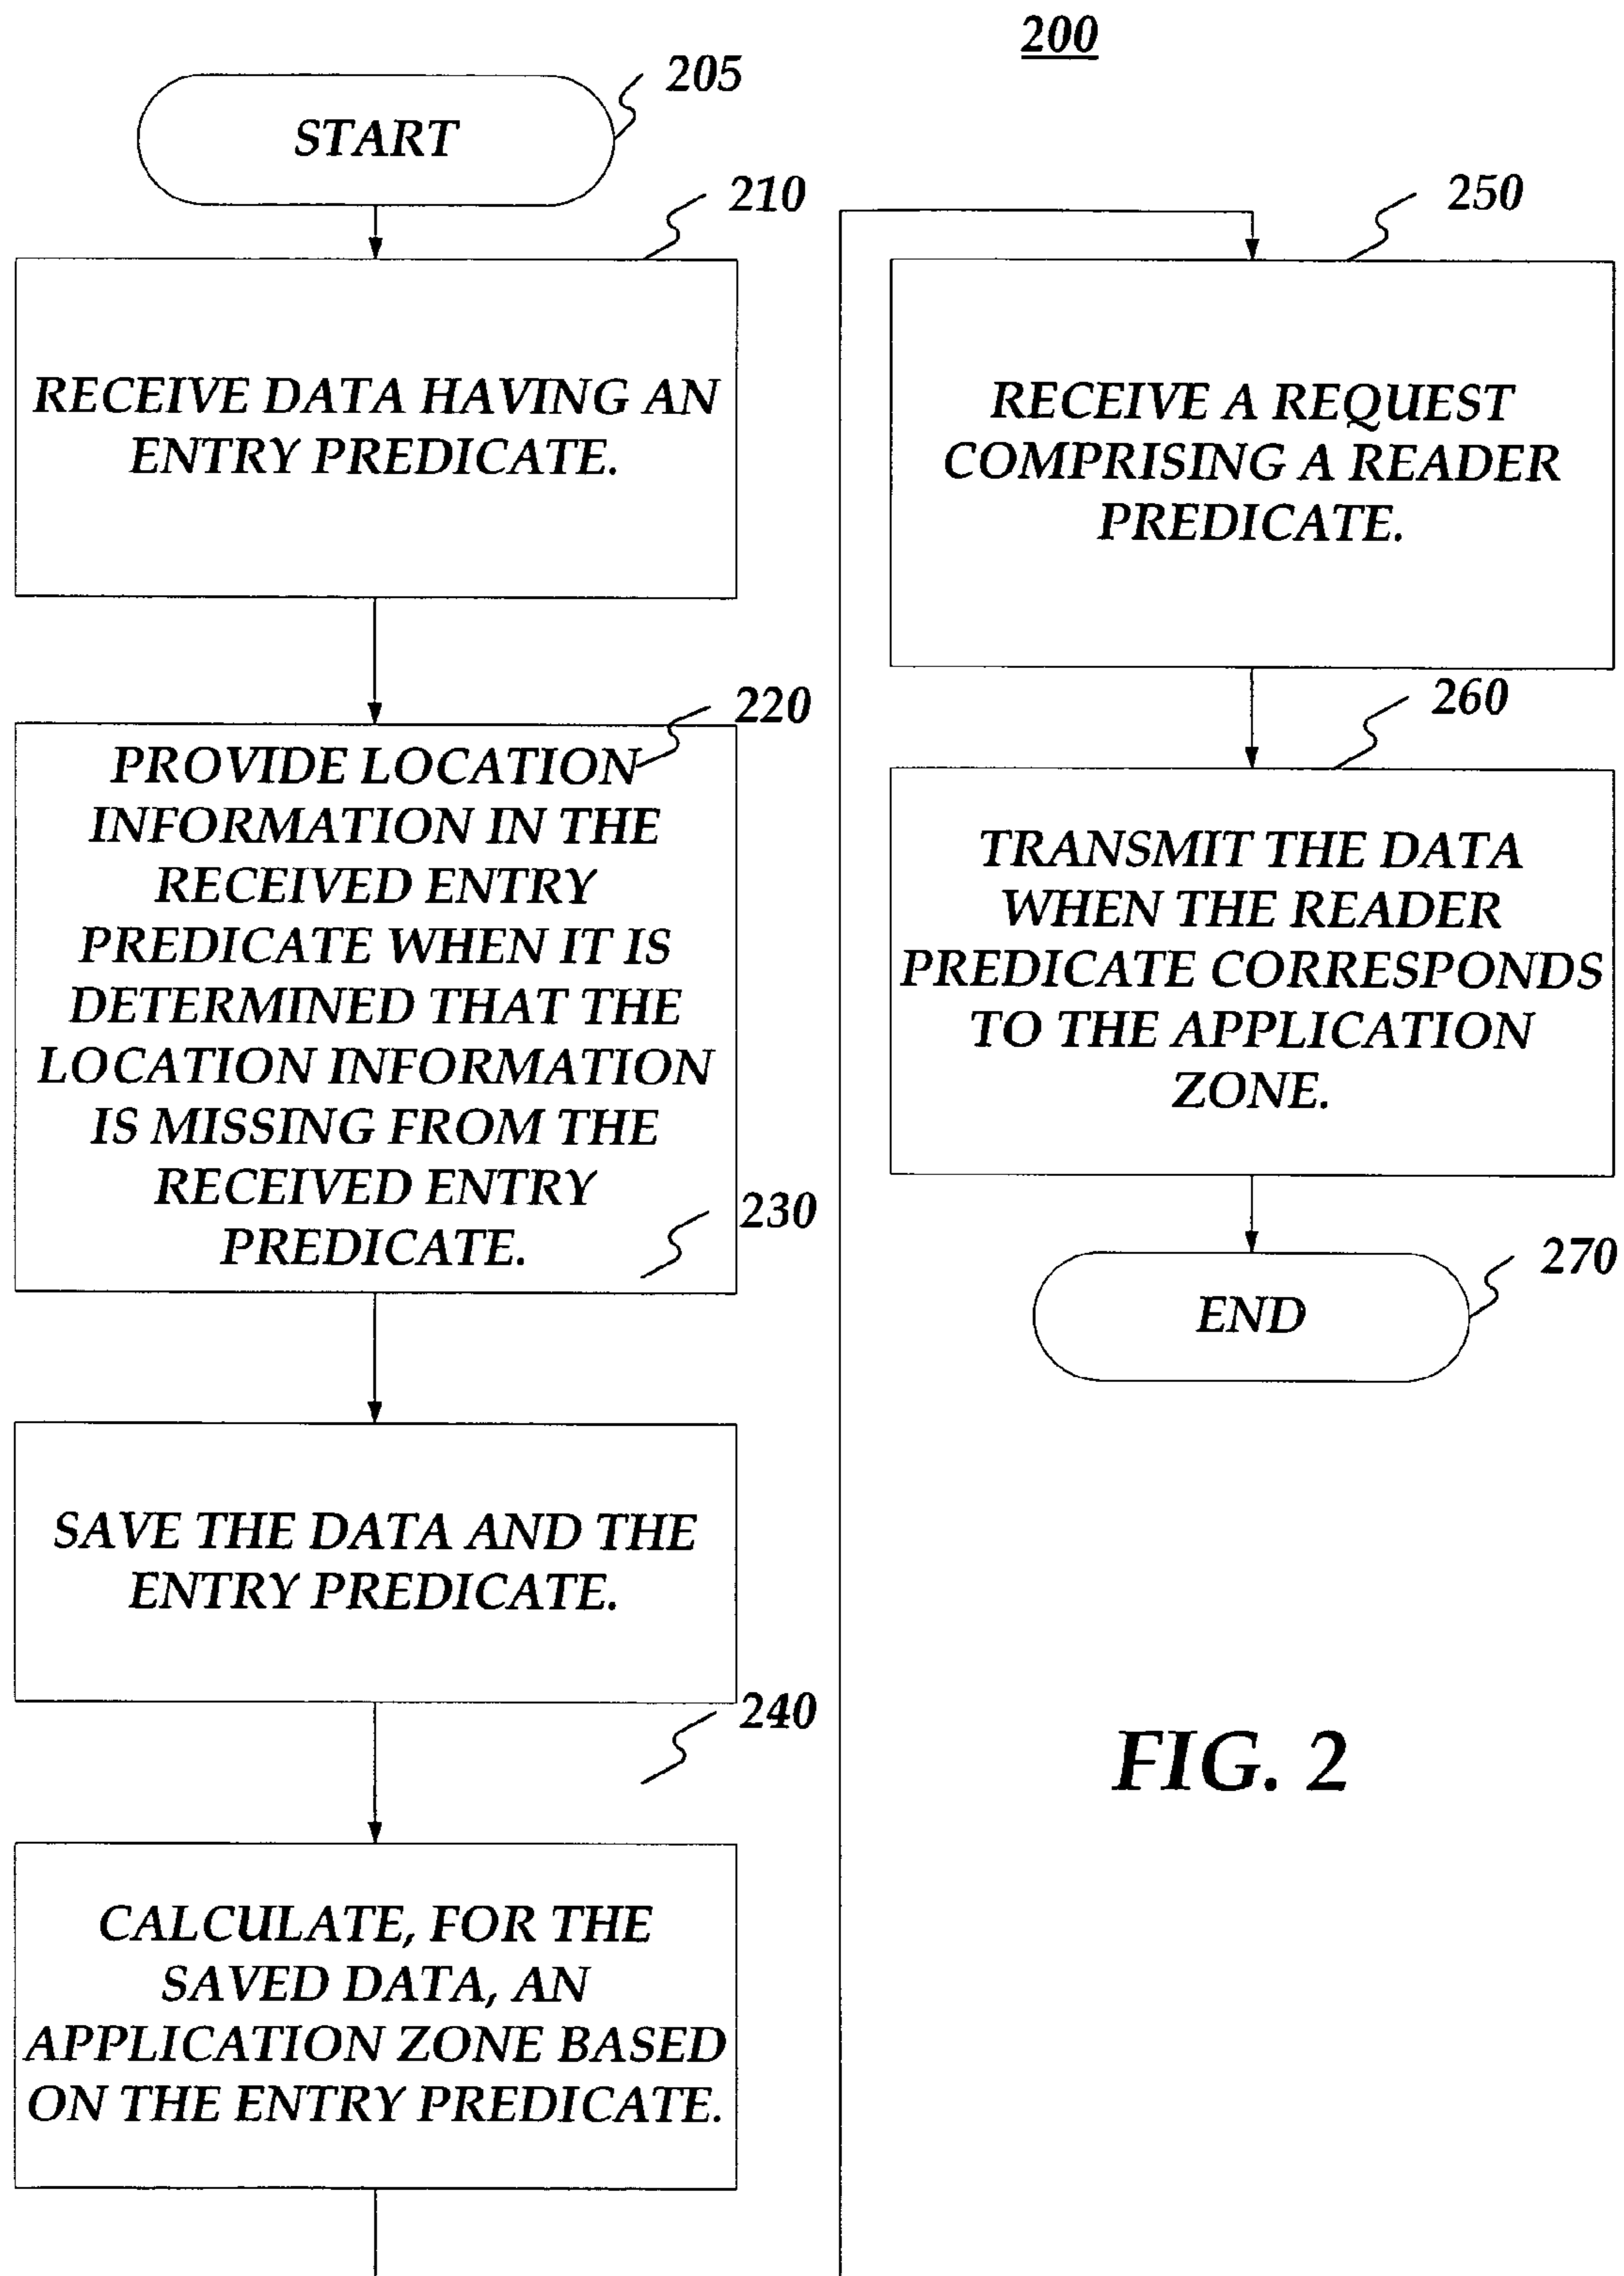 200
START
205
210
RECEIVE DATA HAVING AN
ENTRY PREDICATE.
220
PROVIDE LOCATION
INFORMATION IN THE
RECEIVED ENTRY
PREDICATE WHEN IT IS
DETERMINED THAT THE
LOCATION INFORMATION
IS MISSING FROM THE
RECEIVED ENTRY
PREDICATE.
230
SAVE THE DATA AND THE
ENTRY PREDICATE.
240
CALCULATE, FOR THE
SAVED DATA, AN
APPLICATION ZONE BASED
ON THE ENTRY PREDICATE.
250
RECEIVE A REQUEST
COMPRISING A READER
PREDICATE.
260
TRANSMIT THE DATA
WHEN THE READER
PREDICATE CORRESPONDS
TO THE APPLICATION
ZONE.
270
END
FIG. 2